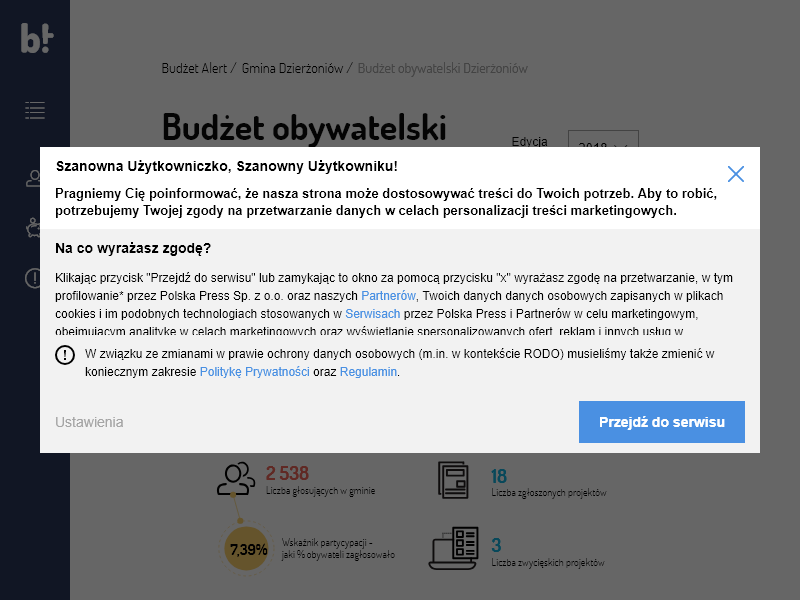 b!
Budżet Alert / Gmina Dzierżoniów / Budżet obywatelski Dzierżoniów
Budżet obywatelski
Edycja
2018
Szanowna Użytkowniczko, Szanowny Użytkowniku!
Pragniemy Cię poinformować, że nasza strona może dostosowywać treści do Twoich potrzeb. Aby to robić,
potrzebujemy Twojej zgody na przetwarzanie danych w celach personalizacji treści marketingowych.
Na co wyrażasz zgodę?
Klikając przycisk "Przejdź do serwisu" lub zamykając to okno za pomocą przycisku "x" wyrażasz zgodę na przetwarzanie, w tym
profilowanie* przez Polska Press Sp. z o.o. oraz naszych Partnerów, Twoich danych danych osobowych zapisanych w plikach
cookies i im podobnych technologiach stosowanych w Serwisach przez Polska Press i Partnerów w celu marketingowym,
obejmującym analitykę w celach marketingowych oraz wyświetlanie spersonalizowanych ofert, reklam i innych usług w
W związku ze zmianami w prawie ochrony danych osobowych (m.in. w kontekście RODO) musieliśmy także zmienić w
koniecznym zakresie Politykę Prywatności oraz Regulamin.
Ustawienia
Przejdź do serwisu
2 538
Liczba głosujących w gminie
18
Liczba zgłoszonych projektów
7,39%
Wskaźnik partycypacji -
jaki % obywateli zagłosowało
3
Liczba zwycięskich projektów